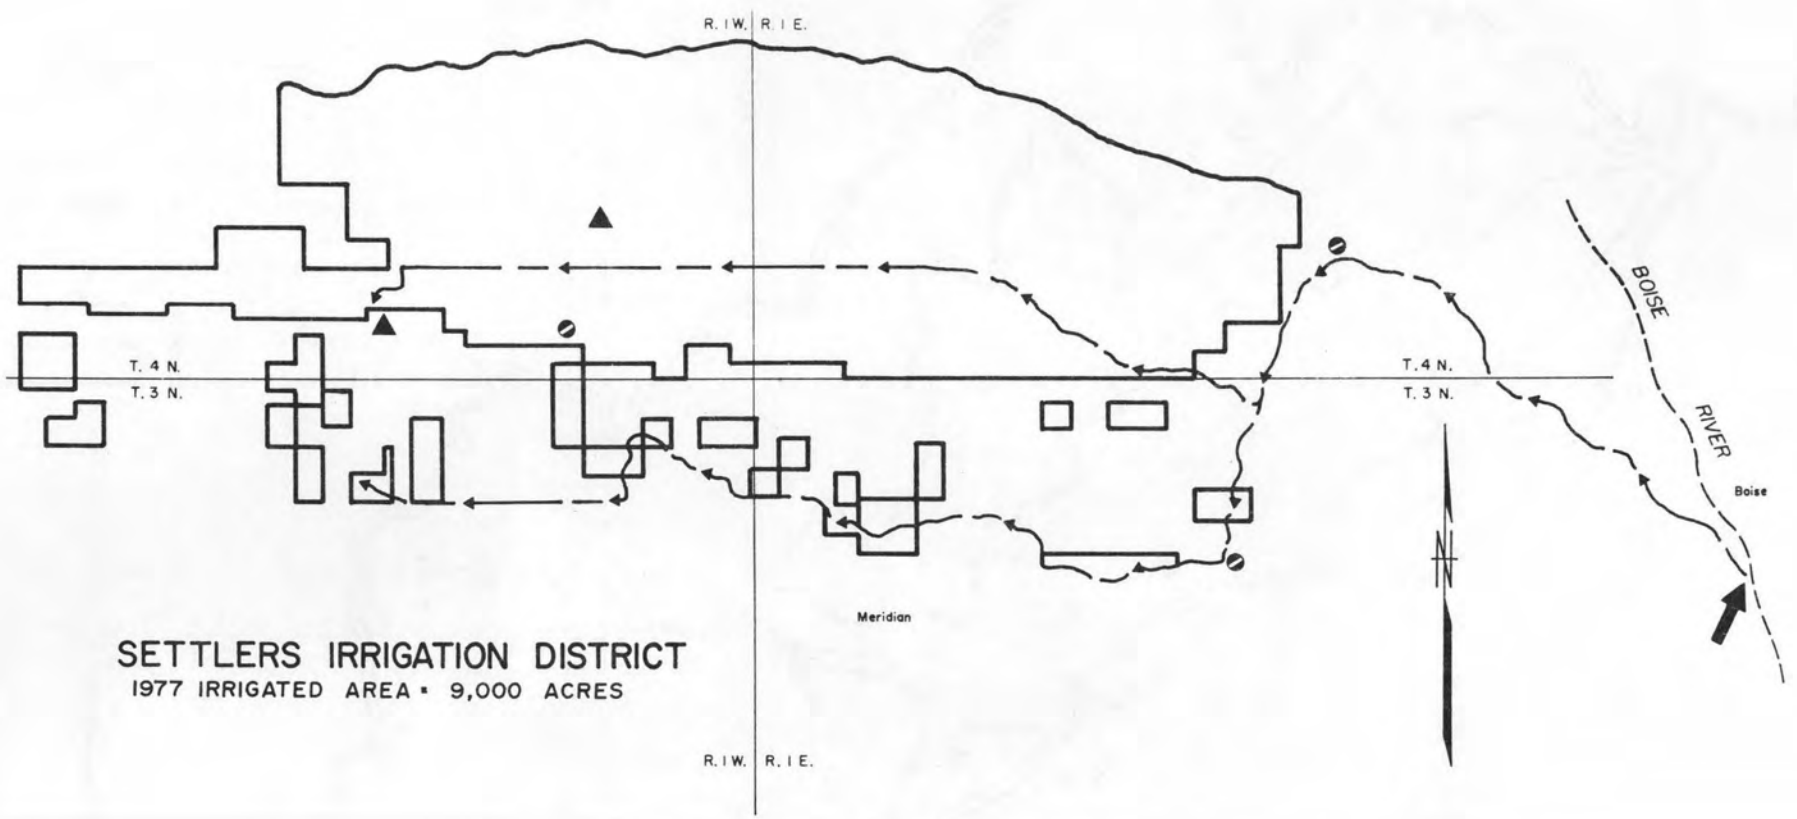 R. I W. R. I E.
BOISE
RIVER
T. 4 N.
T. 3 N.
T. 4 N.
T. 3 N.
Boise
N
Meridian
SETTLERS IRRIGATION DISTRICT
1977 IRRIGATED AREA = 9,000 ACRES
R. I W. R. I E.